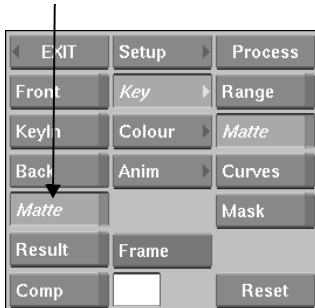 EXIT Setup Process
Front Key Range
KeyIn Colour Matte
Back Anim Curves
Matte Mask
Result Frame
Comp Reset